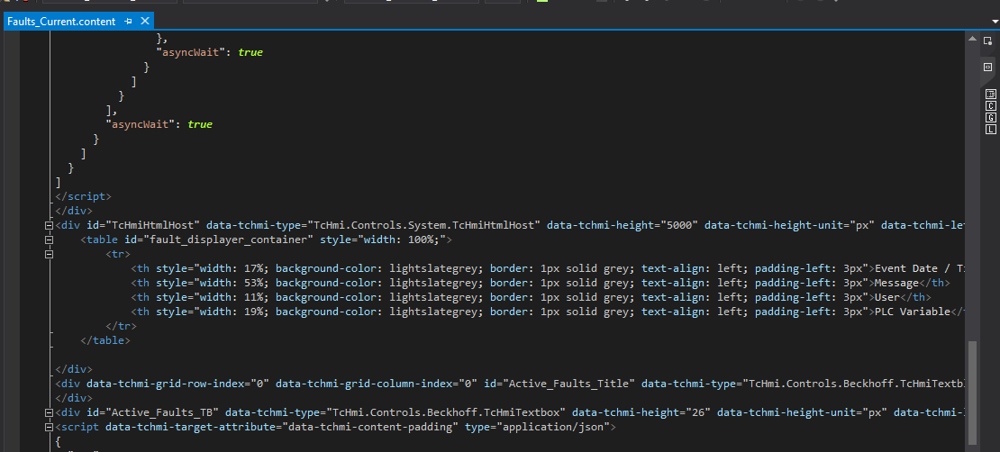 Faults_Current.content
},
"asyncWait": true
}
]
}
],
"asyncWait": true
}
]
}
]
</script>
</div>
<div id="TcHmiHtmlHost" data-tchmi-type="TcHmi.Controls.System.TcHmiHtmlHost" data-tchmi-height="5000" data-tchmi-height-unit="px" data-tchmi-le
<table id="fault_displayer_container" style="width: 100%;">
<tr>
<th style="width: 17%; background-color: lightslategrey; border: 1px solid grey; text-align: left; padding-left: 3px">Event Date / T
<th style="width: 53%; background-color: lightslategrey; border: 1px solid grey; text-align: left; padding-left: 3px">Message</th>
<th style="width: 11%; background-color: lightslategrey; border: 1px solid grey; text-align: left; padding-left: 3px">User</th>
<th style="width: 19%; background-color: lightslategrey; border: 1px solid grey; text-align: left; padding-left: 3px">PLC Variable</
</tr>
</table>
</div>
<div data-tchmi-grid-row-index="0" data-tchmi-grid-column-index="0" id="Active_Faults_Title" data-tchmi-type="TcHmi.Controls.Beckhoff.TcHmiTextbl
</div>
<div id="Active_Faults_TB" data-tchmi-type="TcHmi.Controls.Beckhoff.TcHmiTextbox" data-tchmi-height="26" data-tchmi-height-unit="px" data-tchmi-
<script data-tchmi-target-attribute="data-tchmi-content-padding" type="application/json">
{
C
G
L